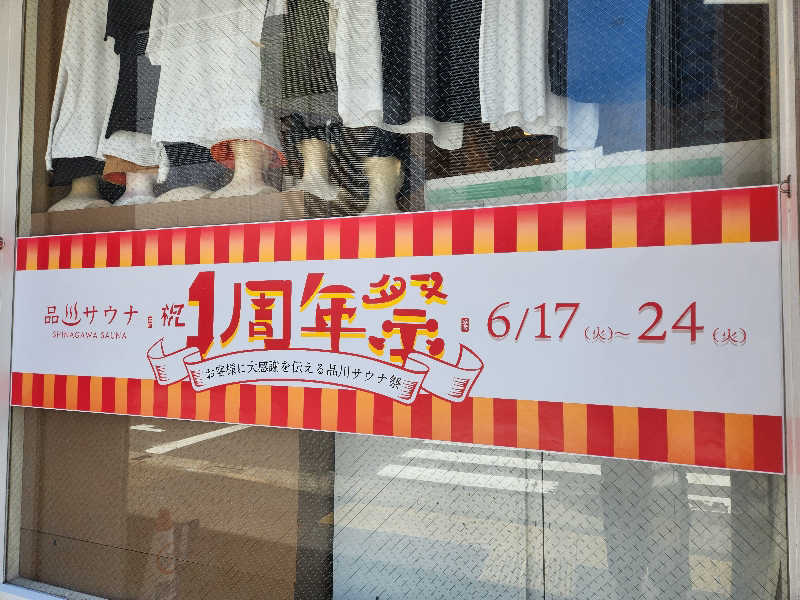 品川サウナ
SHINAGAWA SAUNA
祝1周年祭
お客様に大感謝を伝える品川サウナ祭
6/17(火)~24(火)